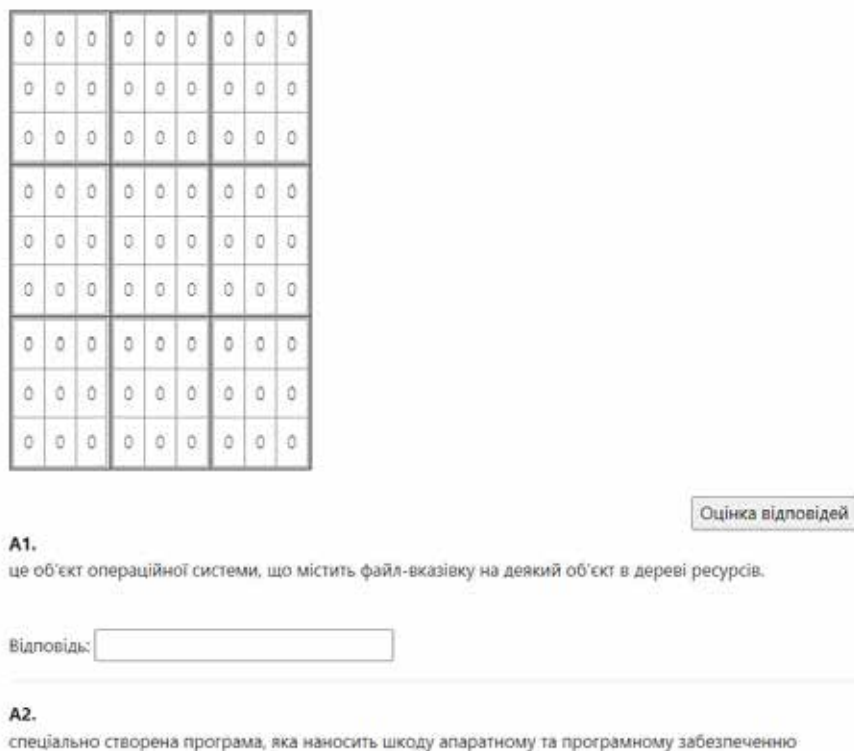 0 0 0 0 0 0 0 0 0
0 0 0 0 0 0 0 0 0
0 0 0 0 0 0 0 0 0
0 0 0 0 0 0 0 0 0
0 0 0 0 0 0 0 0 0
0 0 0 0 0 0 0 0 0
0 0 0 0 0 0 0 0 0
0 0 0 0 0 0 0 0 0
0 0 0 0 0 0 0 0 0
Оцінка відповідей
А1.
це об'єкт операційної системи, що містить файл-вказівку на деякий об'єкт в дереві ресурсів.
Відповідь:
А2.
спеціально створена програма, яка наносить шкоду апаратному та програмному забезпеченню